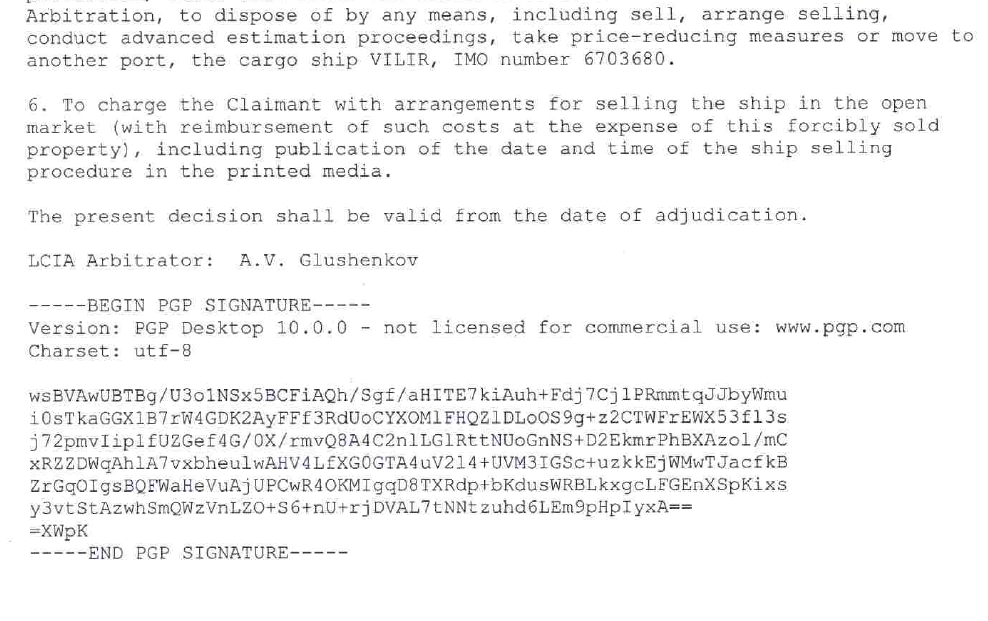 Arbitration, to dispose of by any means, including sell, arrange selling,
conduct advanced estimation proceedings, take price-reducing measures or move to
another port, the cargo ship VILIR, IMO number 6703680.
6. To charge the Claimant with arrangements for selling the ship in the open
market (with reimbursement of such costs at the expense of this forcibly sold
property), including publication of the date and time of the ship selling
procedure in the printed media.
The present decision shall be valid from the date of adjudication.
LCIA Arbitrator: A.V. Glushenkov
-----BEGIN PGP SIGNATURE-----
Version: PGP Desktop 10.0.0 - not licensed for commercial use: www.pgp.com
Charset: utf-8
wsBVAwUBTBg/U3o1NSx5BCFiAQh/Sgf/aHITE7kiAuh+Fdj7Cj1PRmmtqJJbyWmu
i0sTkaGGX1B7rW4GDK2AyFFf3RdUoCYXOM1FHQZ1DLoOS9g+z2CTWFrEWX53fl3s
j72pmvIip1fUZGef4G/0X/rmvQ8A4C2nlLGlRttNUoGnNS+D2EkmrPhBXAzol/mC
xRZZDWqAhlA7vxbheulwAHV4LfXG0GTA4uV2l4+UVM3IGSc+uzkkEjWMwTJacfkB
ZrGqOIgsBQFWaHeVuAjUPCwR4OKMIgqD8TXRdp+bKdusWRBLkxgcLFGEnXSpKixs
y3vtStAzwhSmQWzVnLZO+S6+nU+rjDVAL7tNNtzuhd6LEm9pHpIyxA==
=XWpK
-----END PGP SIGNATURE-----